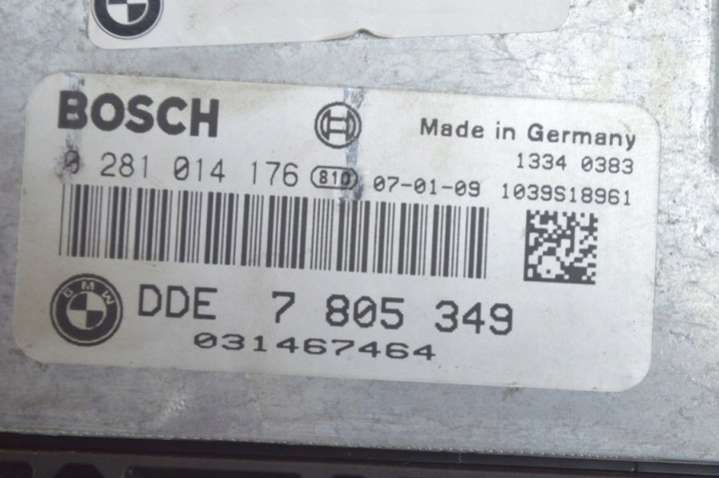 BOSCH
Made in Germany
1334 0383
0 281 014 176 810 07-01-09 1039S18961
BMW
DDE 7 805 349
031467464